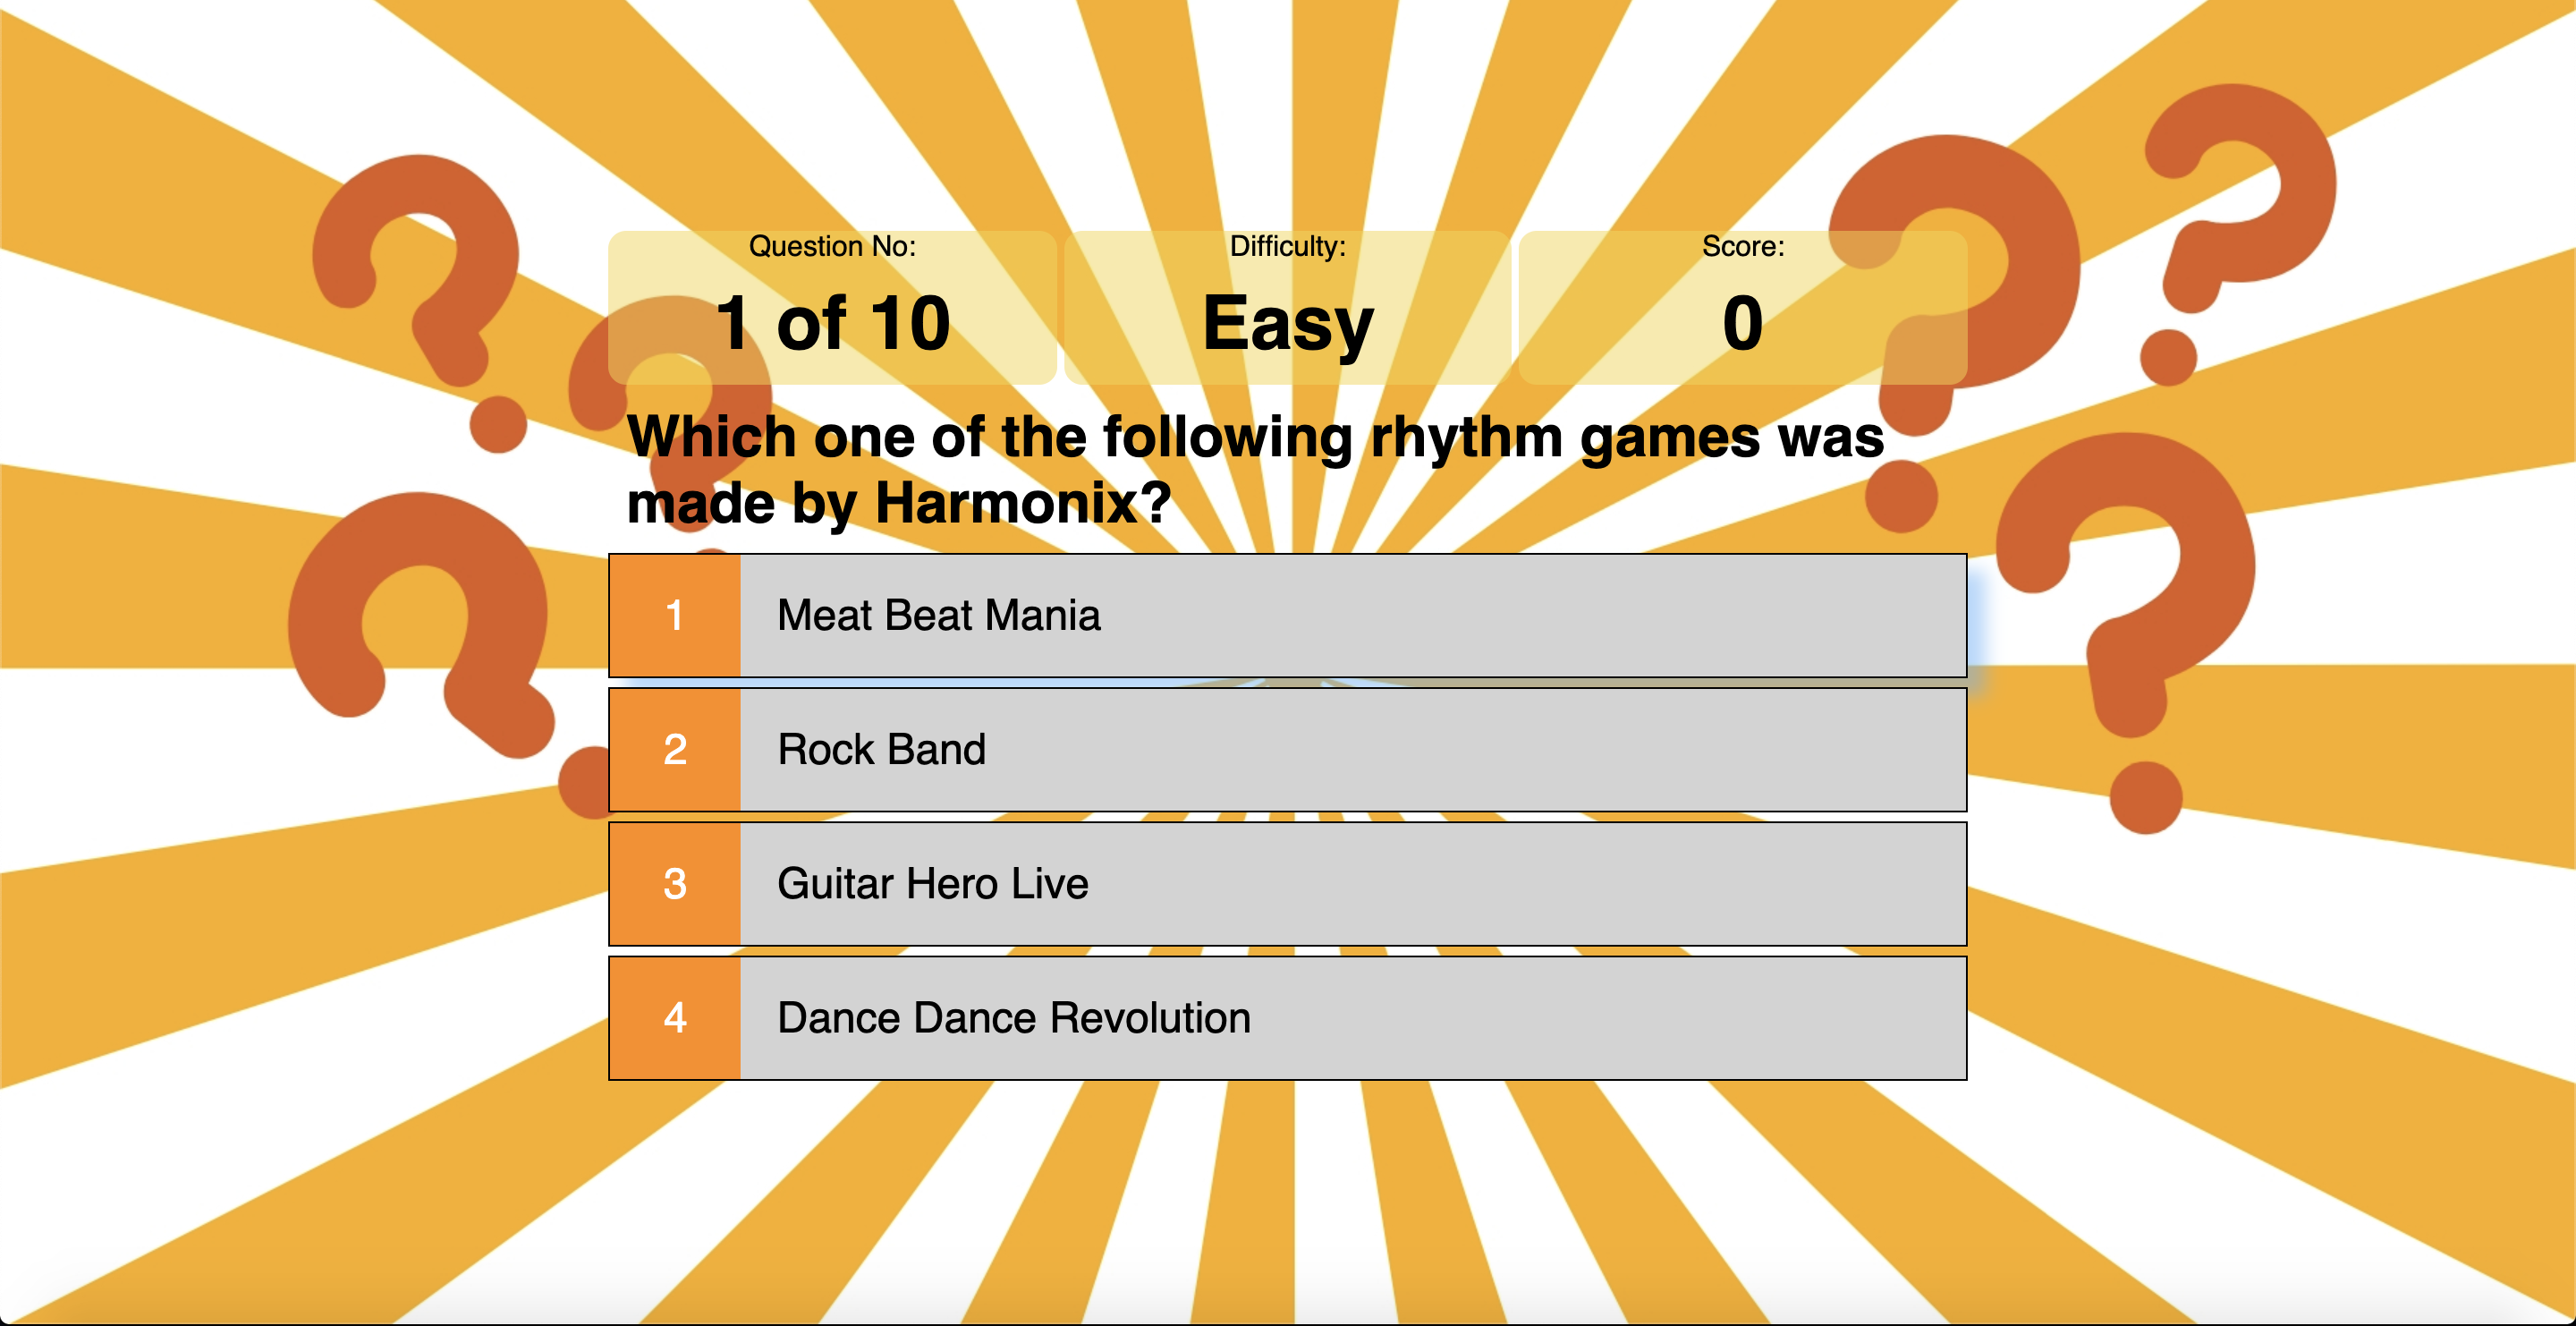 Question No:
1 of 10
Difficulty:
Easy
Score:
0
Which one of the following rhythm games was
made by Harmonix?
1 Meat Beat Mania
2 Rock Band
3 Guitar Hero Live
4 Dance Dance Revolution